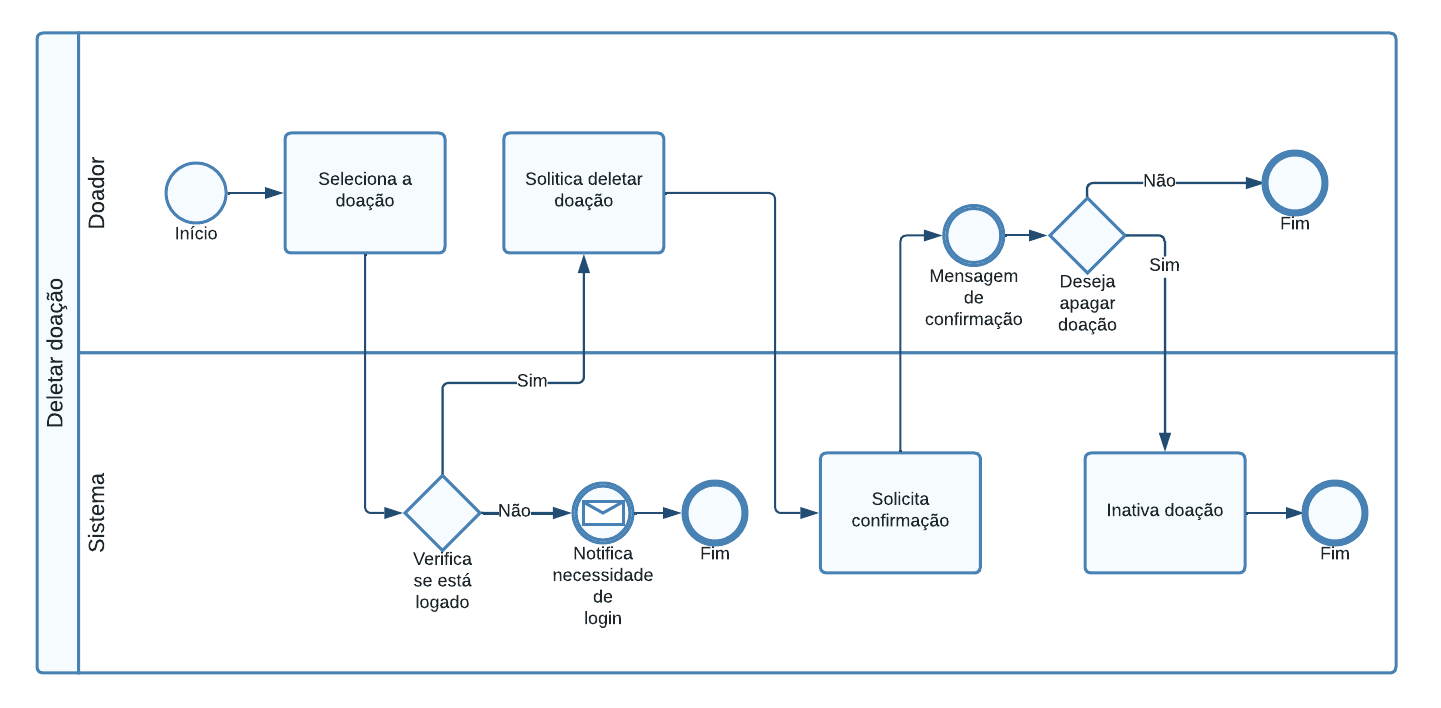 Deletar doação
Doador
Início
Seleciona a
doação
Solitica deletar
doação
Mensagem
de
confirmação
Deseja
apagar
doação
Não
Sim
Fim
Sistema
Sim
Verifica
se está
logado
Não
Notifica
necessidade
de
login
Fim
Solicita
confirmação
Inativa doação
Fim